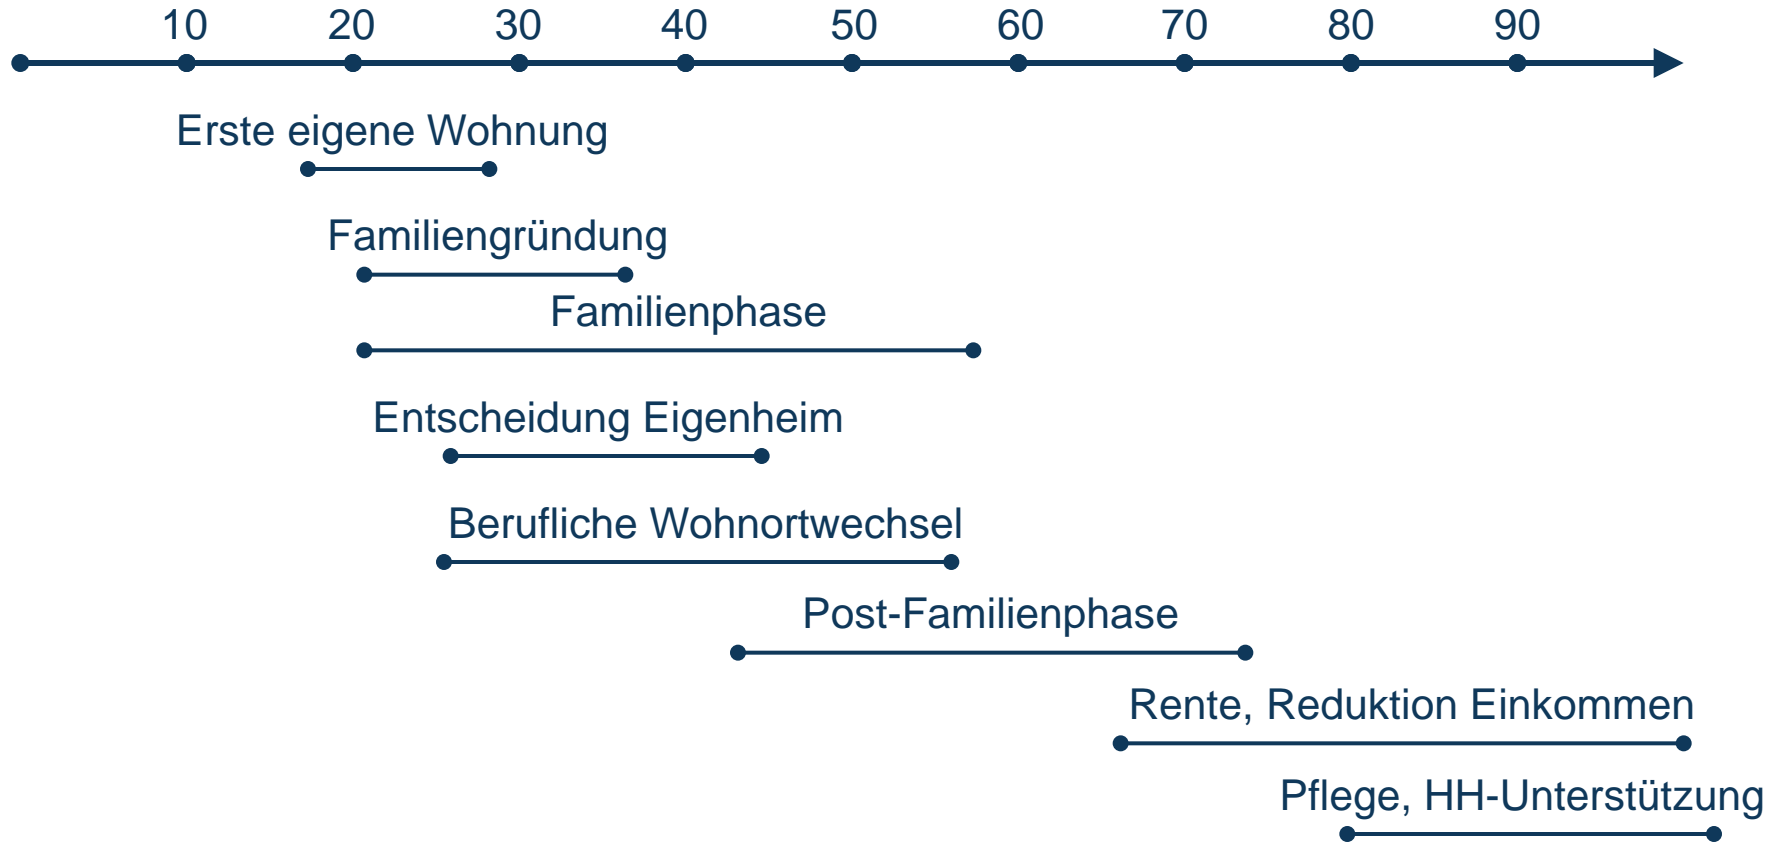 10 20 30 40 50 60 70 80 90
Erste eigene Wohnung
Familiengründung
Familienphase
Entscheidung Eigenheim
Berufliche Wohnortwechsel
Post-Familienphase
Rente, Reduktion Einkommen
Pflege, HH-Unterstützung